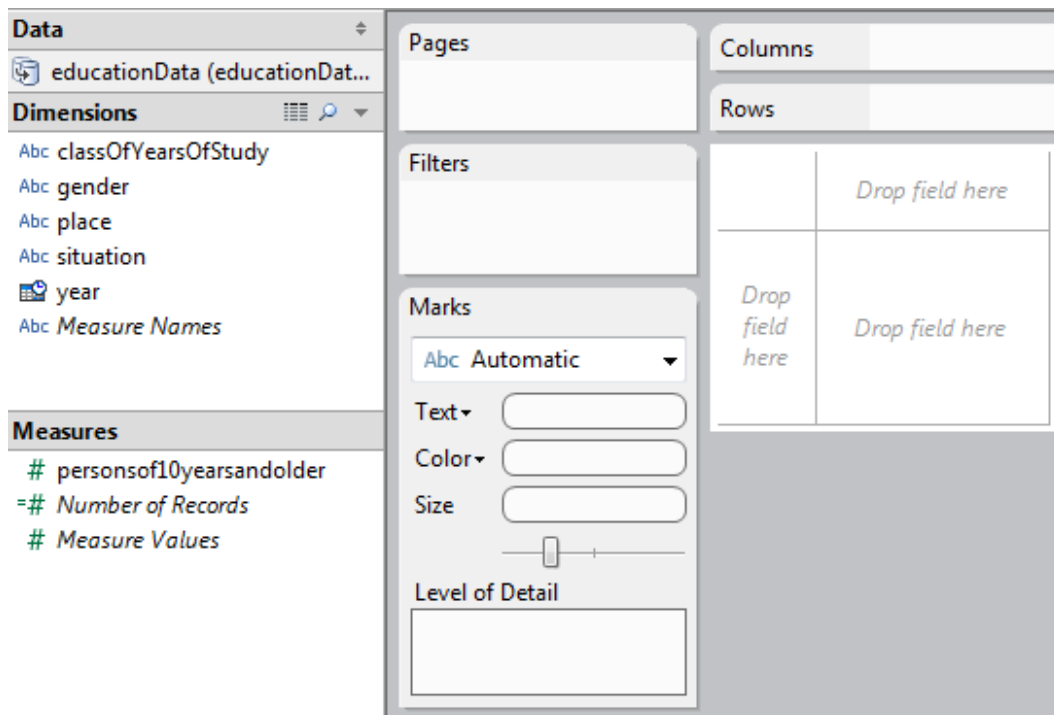 Data
educationData (educationDat...
Dimensions
Abc classOfYearsOfStudy
Abc gender
Abc place
Abc situation
year
Abc Measure Names
Measures
# personsof10yearsandolder
=# Number of Records
# Measure Values
Pages
Filters
Marks
Abc Automatic
Text
Color
Size
Level of Detail
Columns
Rows
Drop field here
Drop
field
here
Drop field here